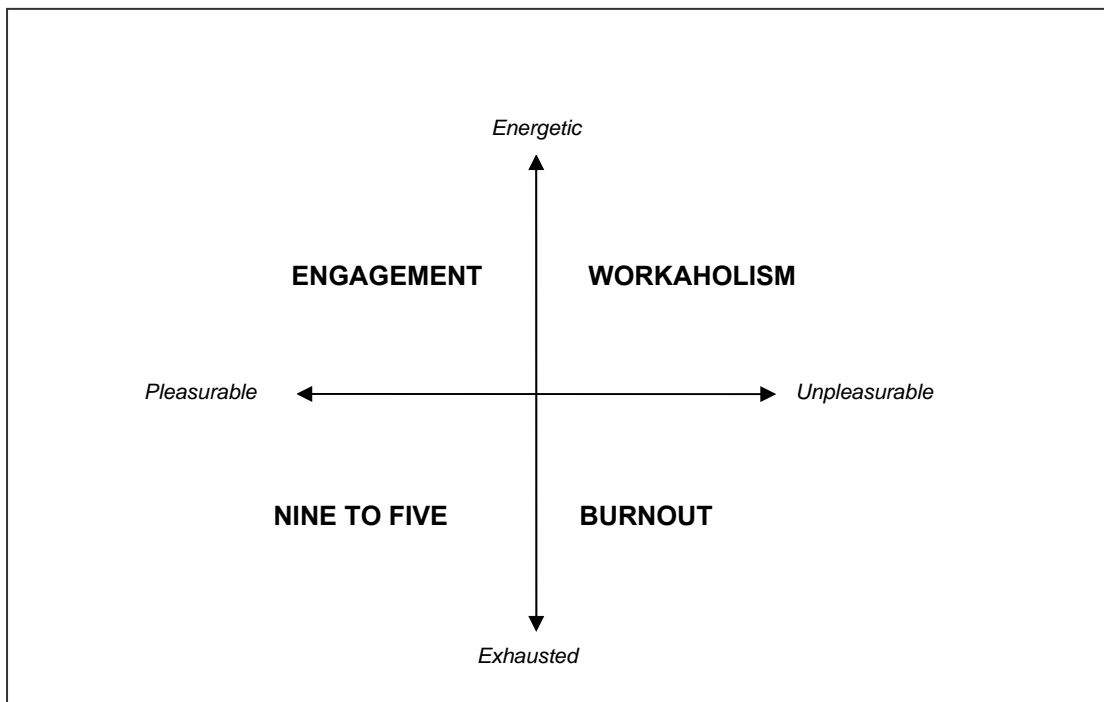 Energetic
ENGAGEMENT WORKAHOLISM
Pleasurable Unpleasurable
NINE TO FIVE BURNOUT
Exhausted